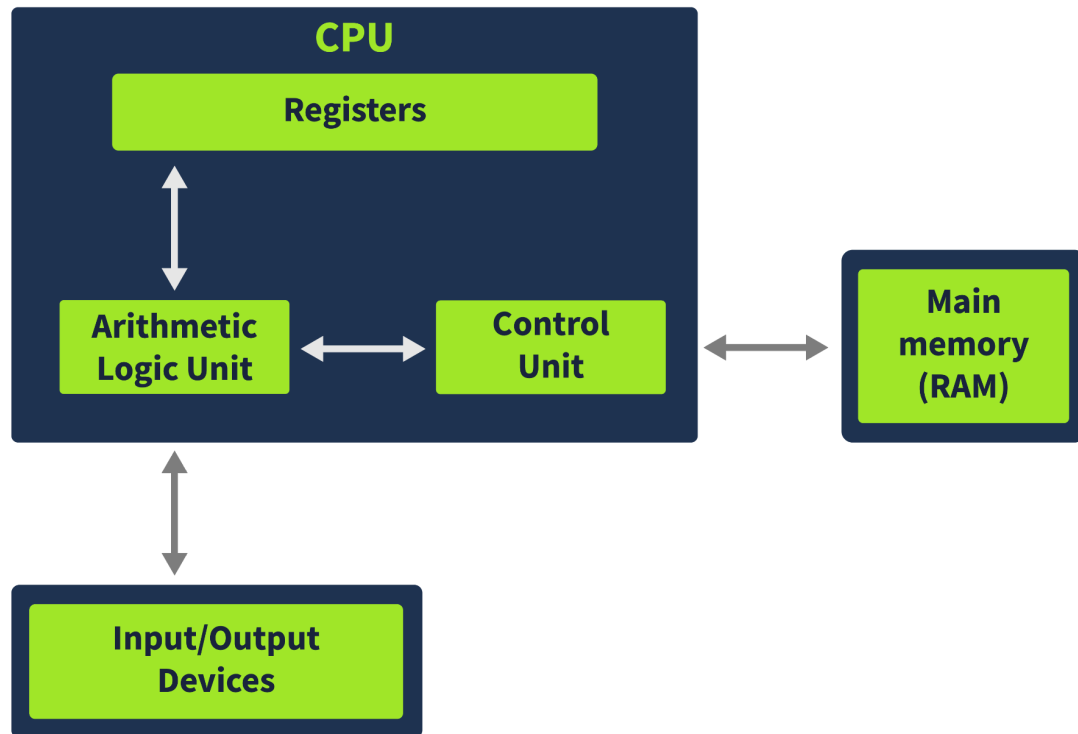 CPU
Registers
Arithmetic
Logic Unit
Control
Unit
Main
memory
(RAM)
Input/Output
Devices